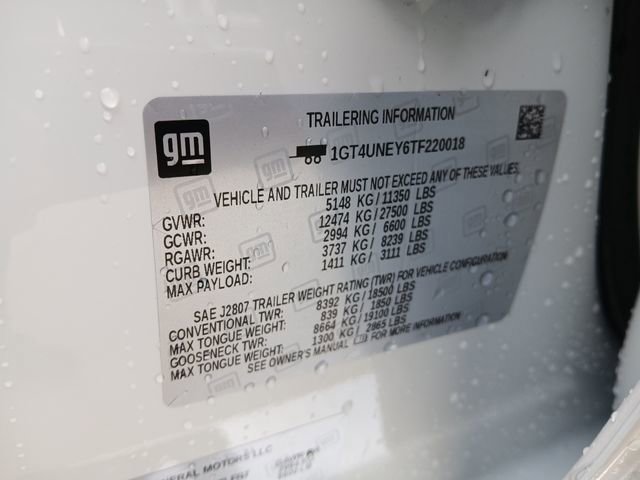 gm
TRAILERING INFORMATION
1GT4UNEY6TF220018
VEHICLE AND TRAILER MUST NOT EXCEED ANY OF THESE VALUES.
GVWR: 5148 KG/11350 LBS
GCWR: 12474 KG/27500 LBS
RGAWR: 2994 KG/ 6600 LBS
CURB WEIGHT: 3737 KG/ 8239 LBS
MAX PAYLOAD: 1411 KG/ 3111 LBS
SAE J2807 TRAILER WEIGHT RATING (TWR) FOR VEHICLE CONFIGURATION
CONVENTIONAL TWR: 8392 KG/18500 LBS
MAX TONGUE WEIGHT: 839 KG/ 1850 LBS
GOOSENECK TWR: 8664 KG/19100 LBS
MAX TONGUE WEIGHT: 1300 KG/ 2865 LBS
SEE OWNER'S MANUAL FOR MORE INFORMATION
GENERAL MOTORS LLC